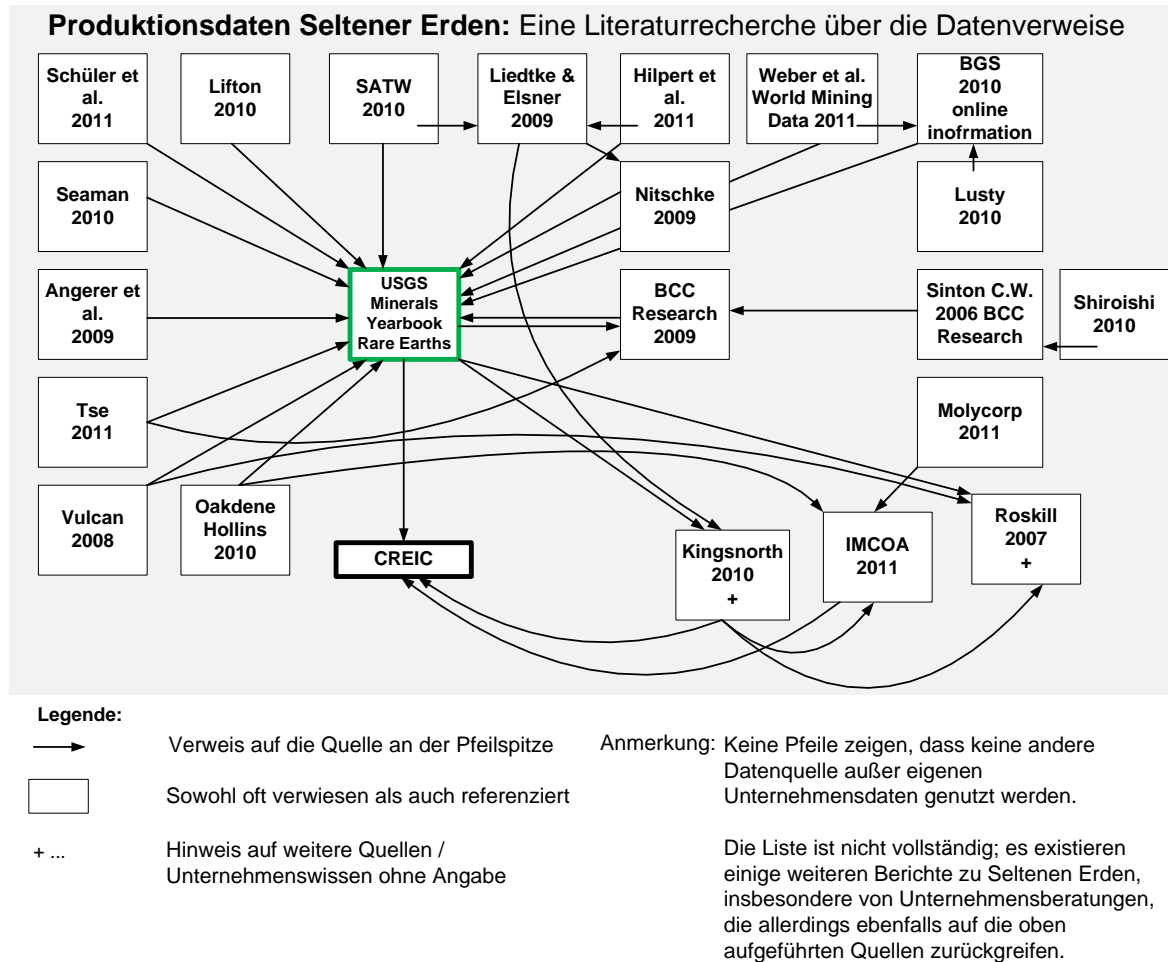 Produktionsdaten Seltener Erden: Eine Literaturrecherche über die Datenverweise
Schüler et
al.
2011
Lifton
2010
SATW
2010
Liedtke &
Elsner
2009
Hilpert et
al.
2011
Weber et al.
World Mining
Data 2011
BGS
2010
online
inofrmation
Seaman
2010
Nitschke
2009
Lusty
2010
Angerer et
al.
2009
USGS
Minerals
Yearbook
Rare Earths
BCC
Research
2009
Sinton C.W.
2006 BCC
Research
Shiroishi
2010
Tse
2011
Molycorp
2011
Vulcan
2008
Oakdene
Hollins
2010
CREIC
Kingsnorth
2010
+
IMCOA
2011
Roskill
2007
+
Legende:
Verweis auf die Quelle an der Pfeilspitze
Sowohl oft verwiesen als auch referenziert
+ ...
Hinweis auf weitere Quellen /
Unternehmenswissen ohne Angabe
Anmerkung: Keine Pfeile zeigen, dass keine andere
Datenquelle außer eigenen
Unternehmensdaten genutzt werden.
Die Liste ist nicht vollständig; es existieren
einige weiteren Berichte zu Seltenen Erden,
insbesondere von Unternehmensberatungen,
die allerdings ebenfalls auf die oben
aufgeführten Quellen zurückgreifen.